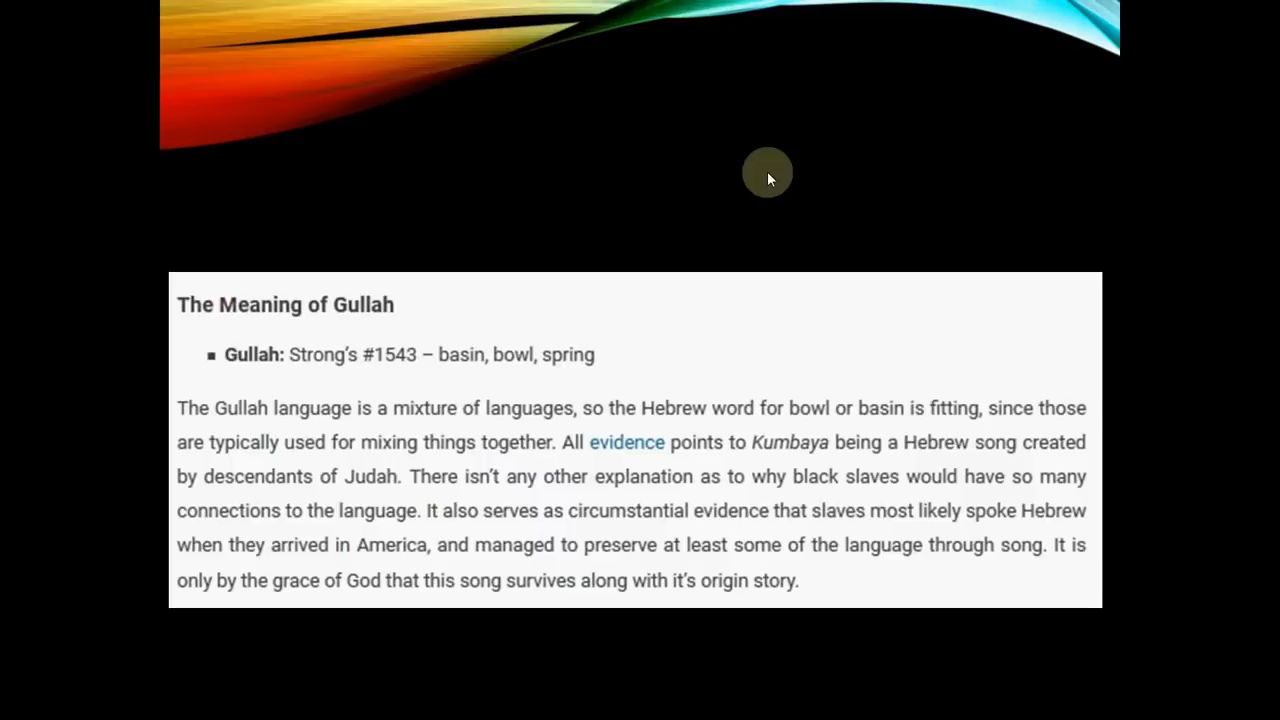 The Meaning of Gullah
▪ Gullah: Strong's #1543 – basin, bowl, spring
The Gullah language is a mixture of languages, so the Hebrew word for bowl or basin is fitting, since those
are typically used for mixing things together. All evidence points to Kumbaya being a Hebrew song created
by descendants of Judah. There isn't any other explanation as to why black slaves would have so many
connections to the language. It also serves as circumstantial evidence that slaves most likely spoke Hebrew
when they arrived in America, and managed to preserve at least some of the language through song. It is
only by the grace of God that this song survives along with it's origin story.